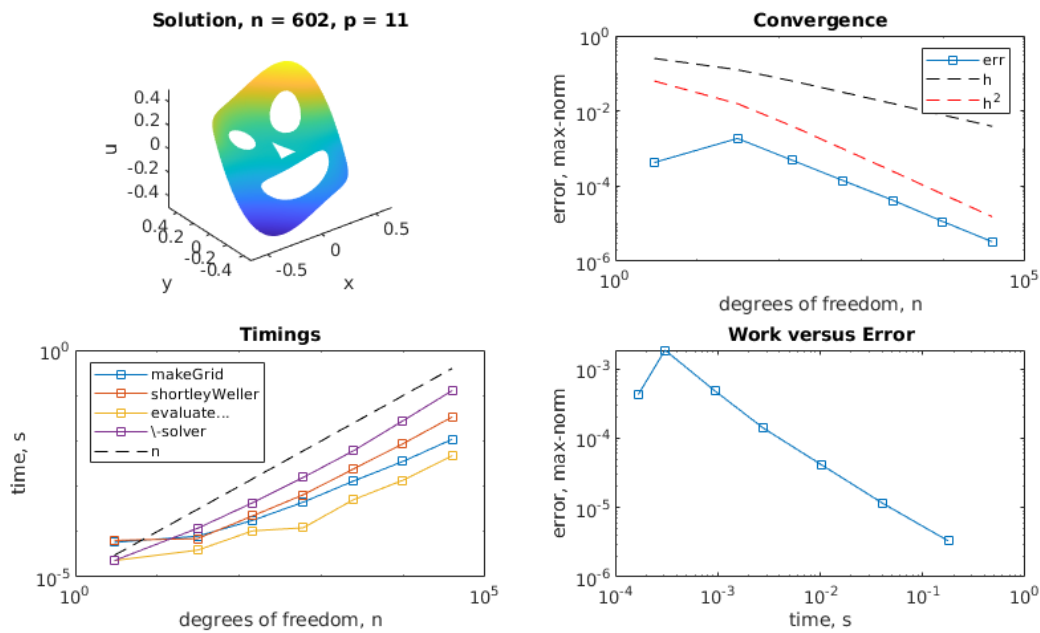 Solution, n = 602, p = 11
0.4
0.2
0
-0.2
-0.4
u
0.4
0.2
0
-0.2
-0.4
y
-0.5
0
0.5
x
Convergence
10^0
10^-2
10^-4
10^-6
error, max-norm
err
h
h^2
10^0
10^5
degrees of freedom, n
Timings
10^0
10^-5
time, s
makeGrid
shortleyWeller
evaluate...
\-solver
n
10^0
10^5
degrees of freedom, n
Work versus Error
10^-3
10^-4
10^-5
10^-6
error, max-norm
10^-4
10^-3
10^-2
10^-1
10^0
time, s